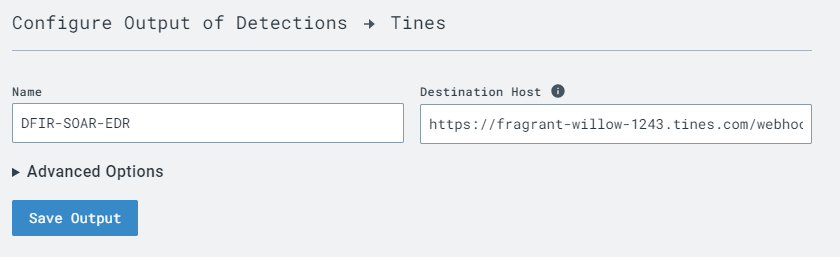 Configure Output of Detections → Tines
Name
Destination Host
DFIR-SOAR-EDR
https://fragrant-willow-1243.tines.com/webhoo
Advanced Options
Save Output